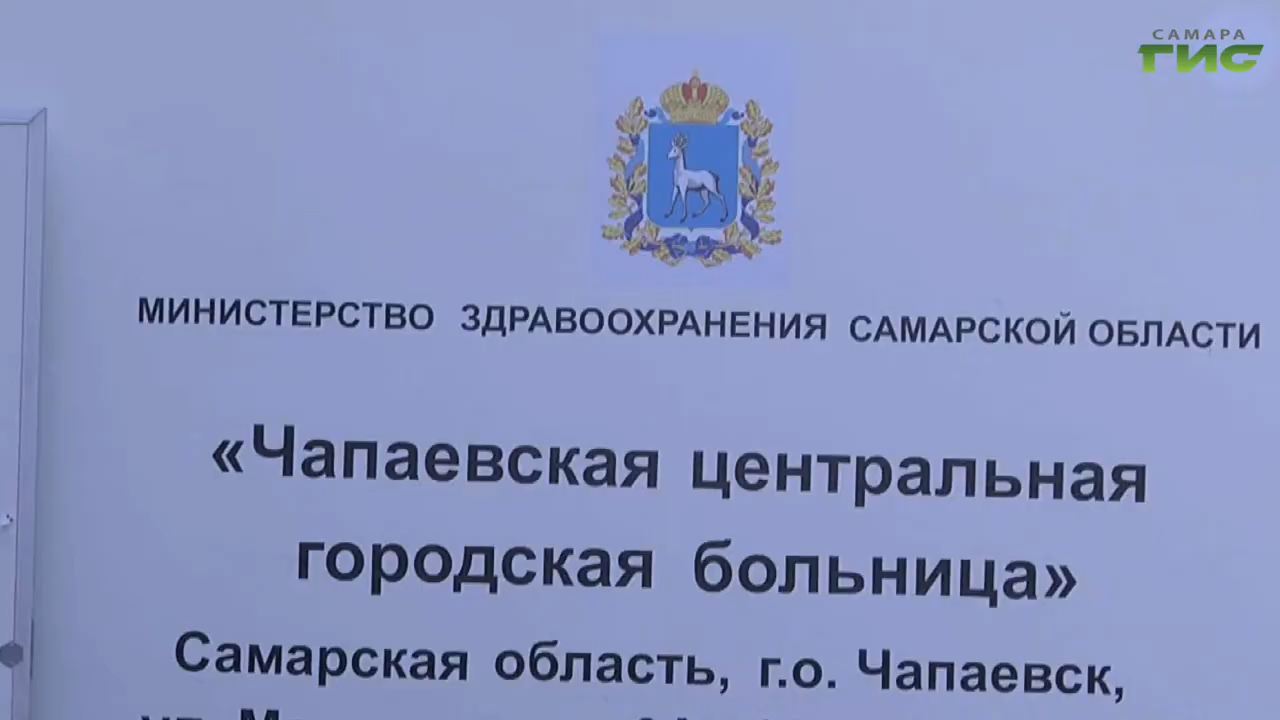 САМАРА
ГИС
МИНИСТЕРСТВО ЗДРАВООХРАНЕНИЯ САМАРСКОЙ ОБЛАСТИ
«Чапаевская центральная
городская больница»
Самарская область, г.о. Чапаевск,